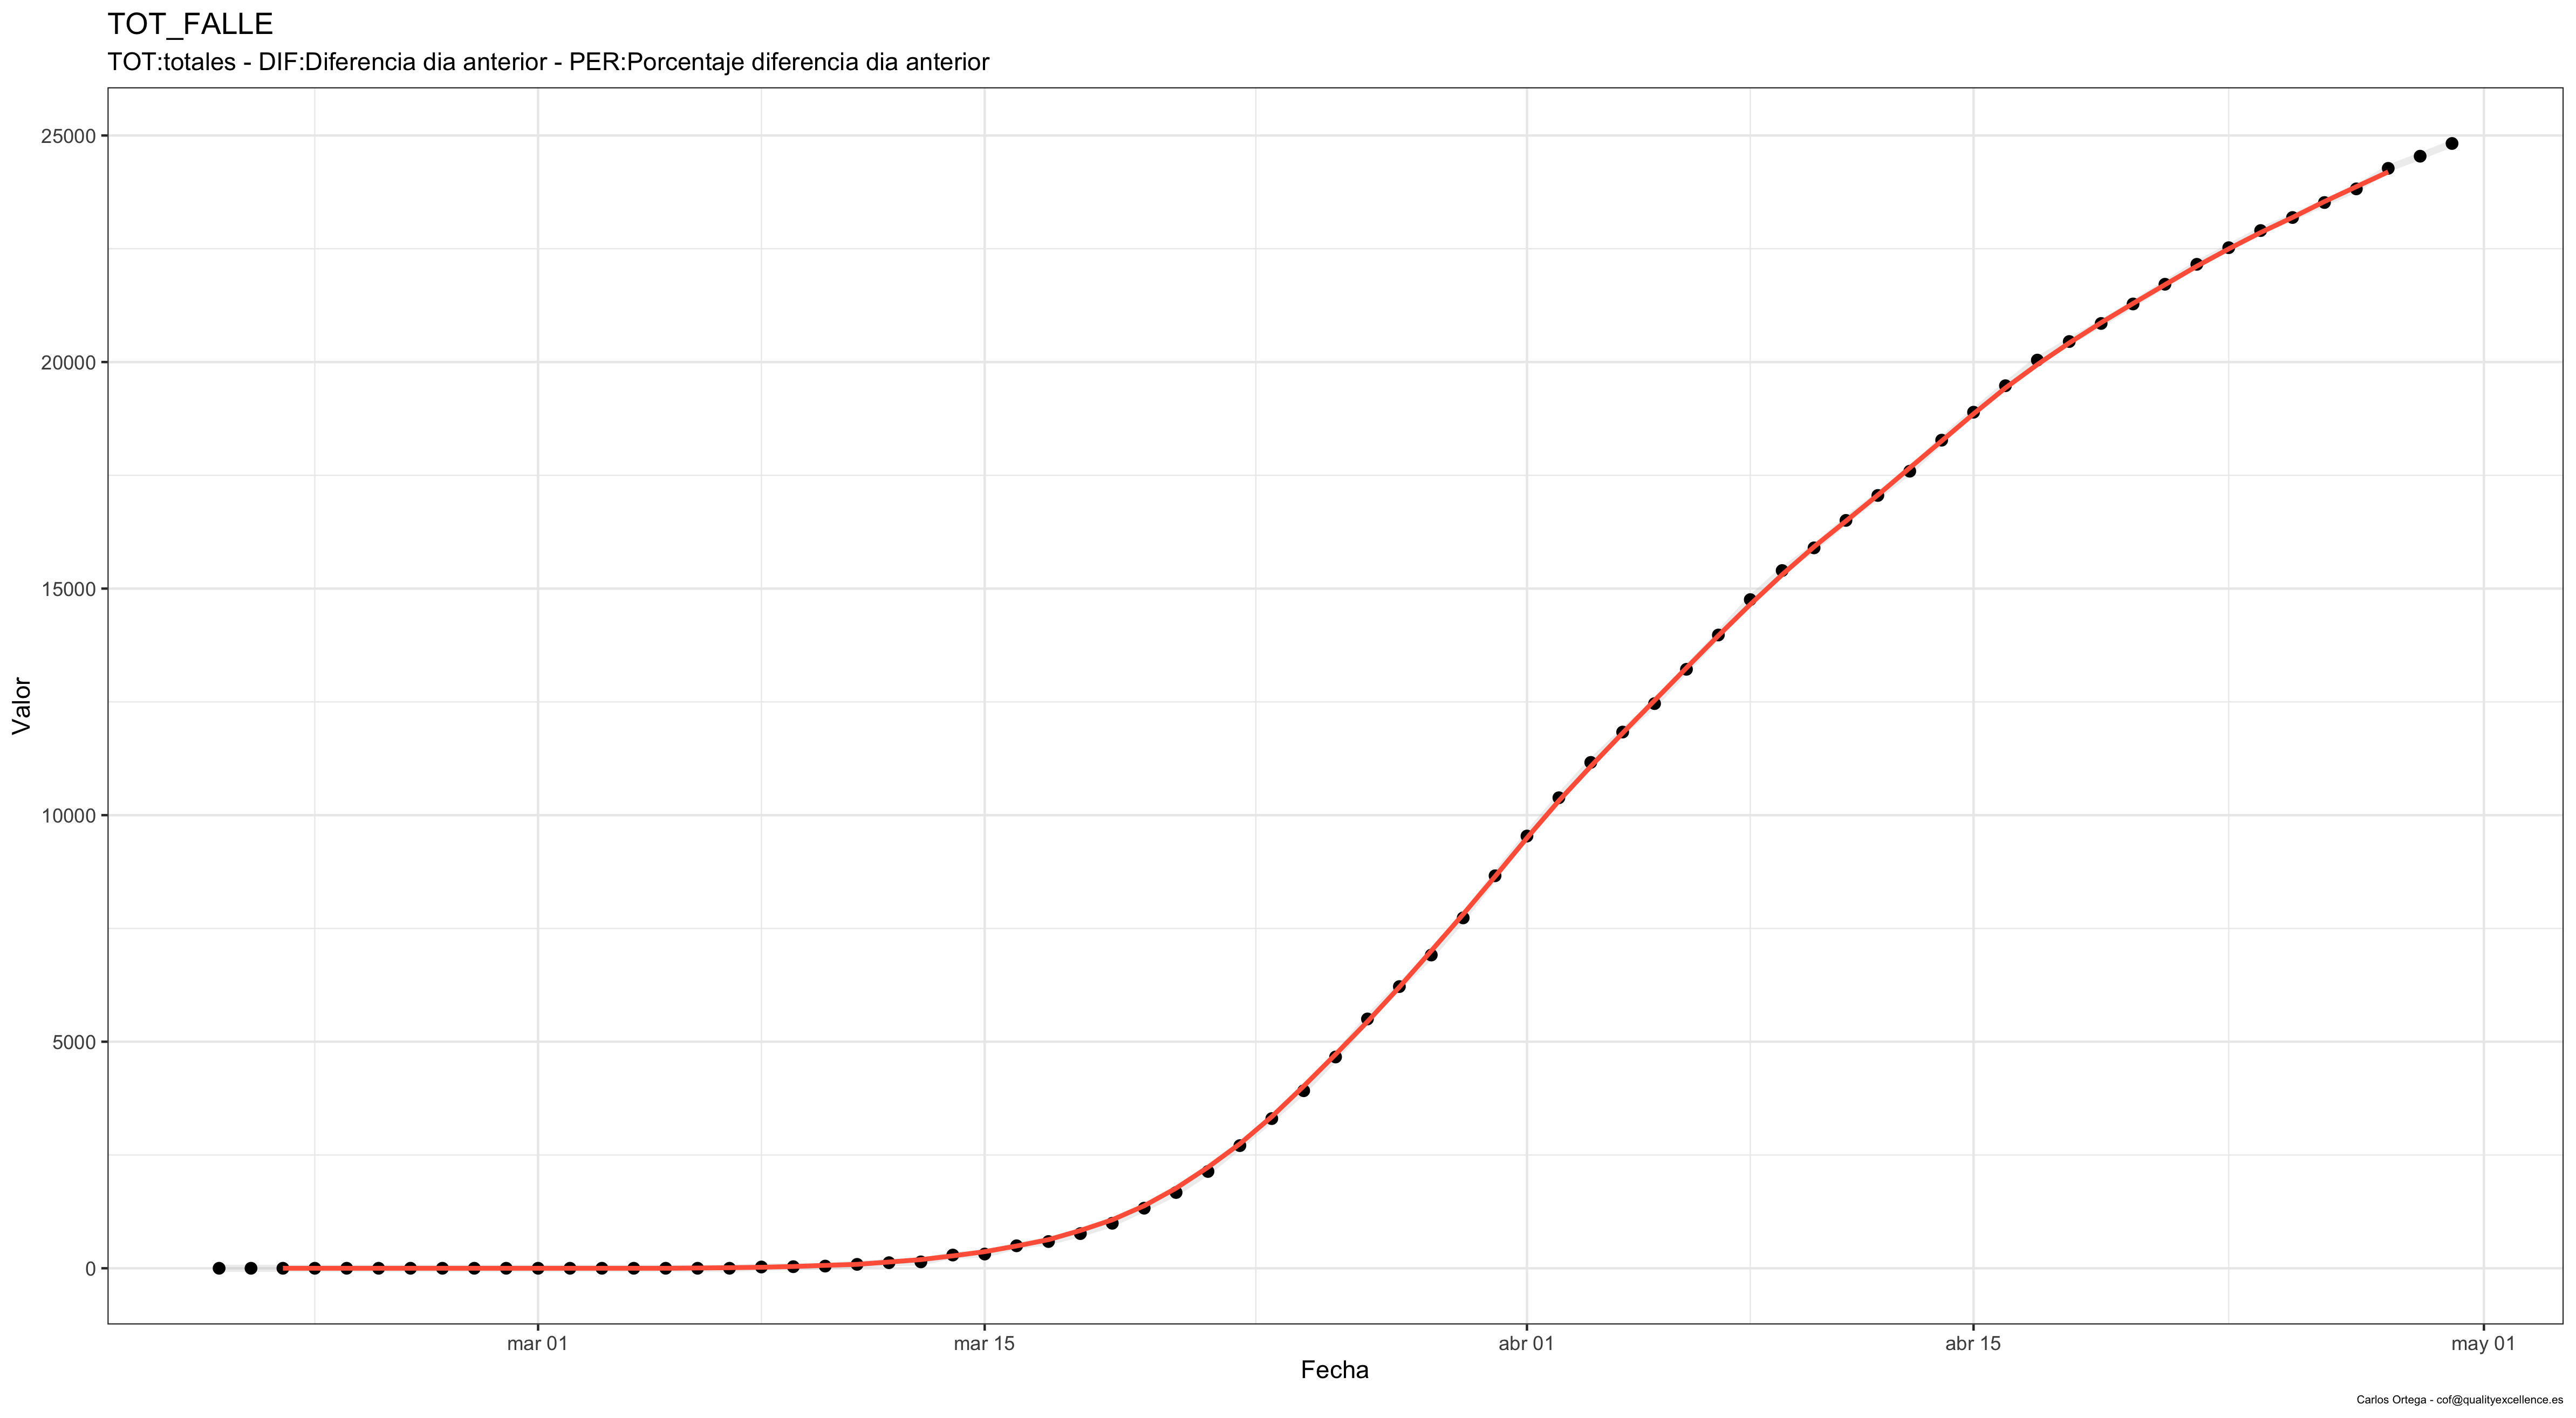 TOT_FALLE
TOT:totales - DIF:Diferencia dia anterior - PER:Porcentaje diferencia dia anterior
25000
20000
15000
10000
5000
0
Valor
mar 01
mar 15
abr 01
abr 15
may 01
Fecha
Carlos Ortega - cof@qualityexcellence.es